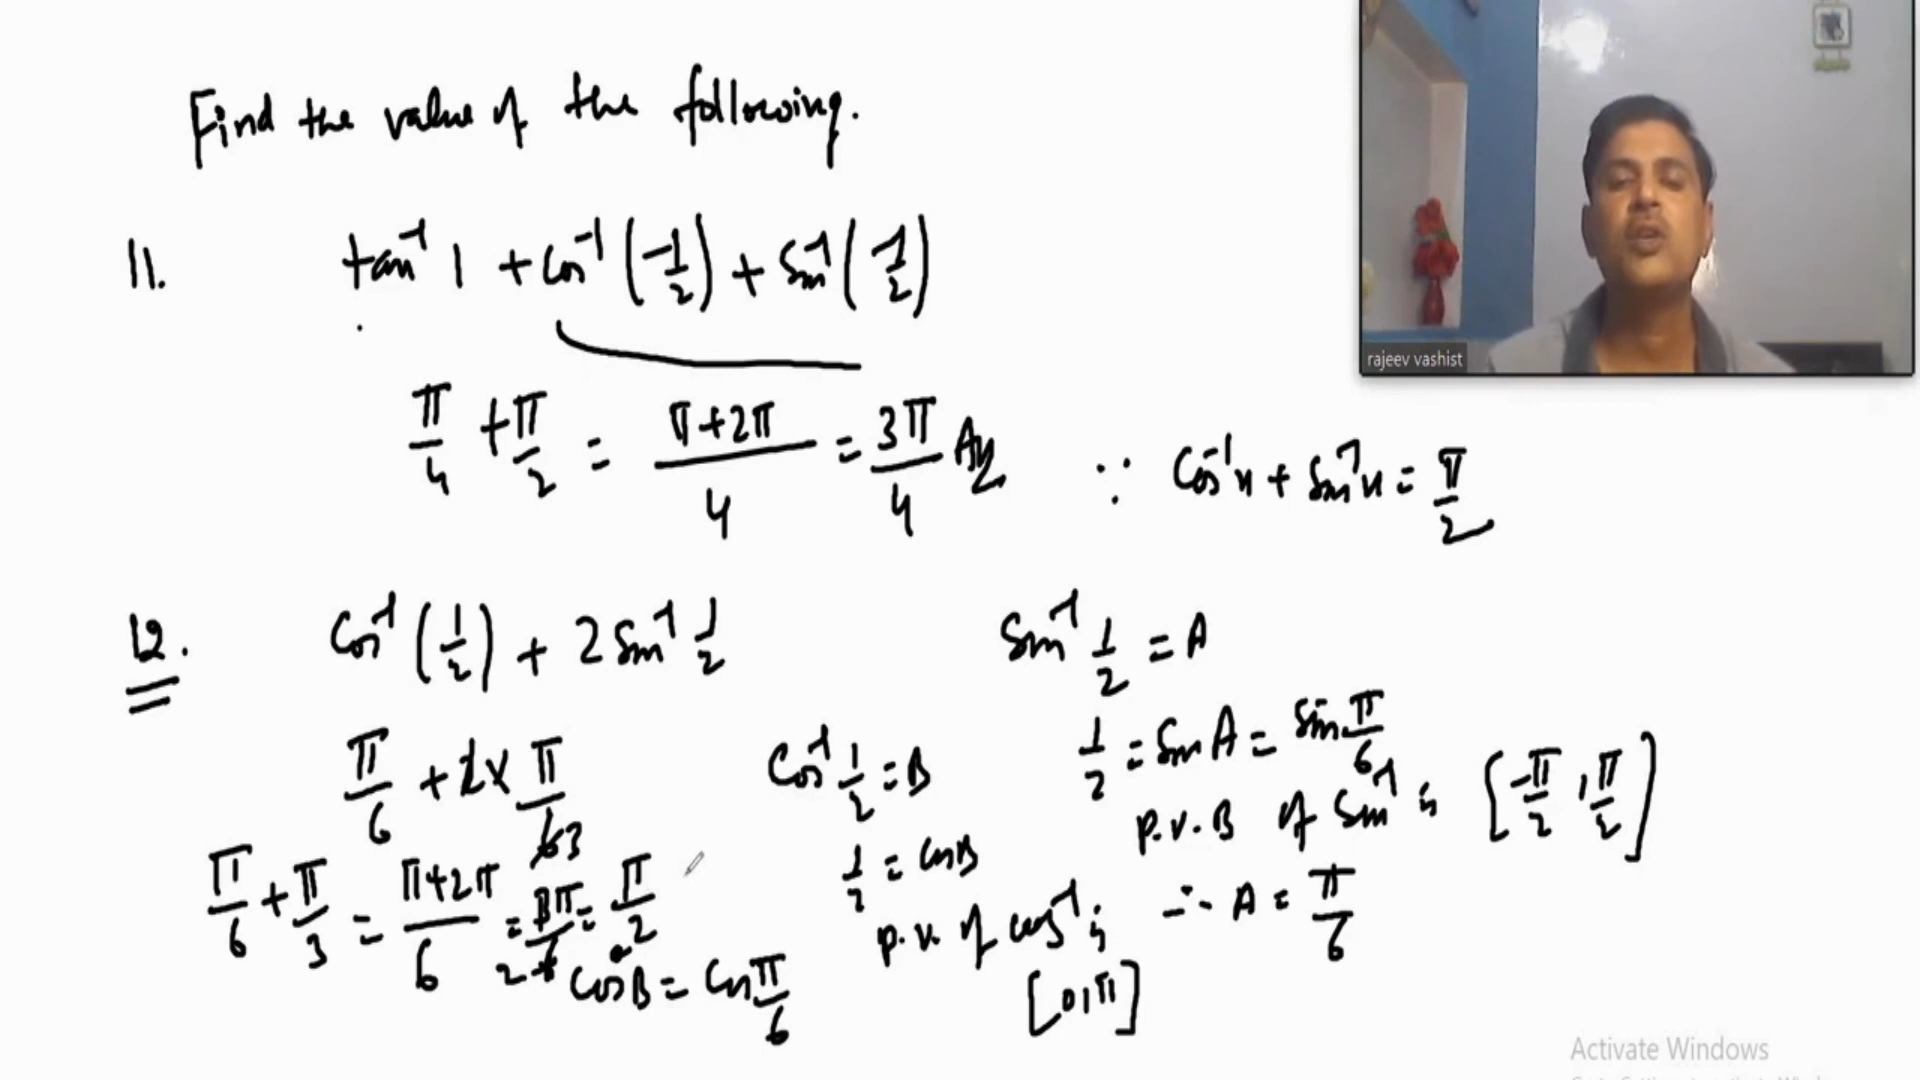 Find the value of the following.
11. tan⁻¹ 1 + cos⁻¹ (-1/2) + sin⁻¹ (-1/2)
π/4 + π/2 = π+2π/4 = 3π/4 Ans
∵ cos⁻¹x + sin⁻¹x = π/2
12. cos⁻¹ (1/2) + 2 sin⁻¹ 1/2
π/6 + 2 × π/6 3
π/6 + π/3 = π+2π/6 = 3π/6 2 = π/2
cos⁻¹ 1/2 = B
1/2 = cos B
p.v. of cos⁻¹ is
[0, π]
cos B = cos π/6
sin⁻¹ 1/2 = A
1/2 = sin A = sin π/6
p.v.B of sin⁻¹ is [-π/2, π/2]
∴ A = π/6
rajeev vashist
Activate Windows